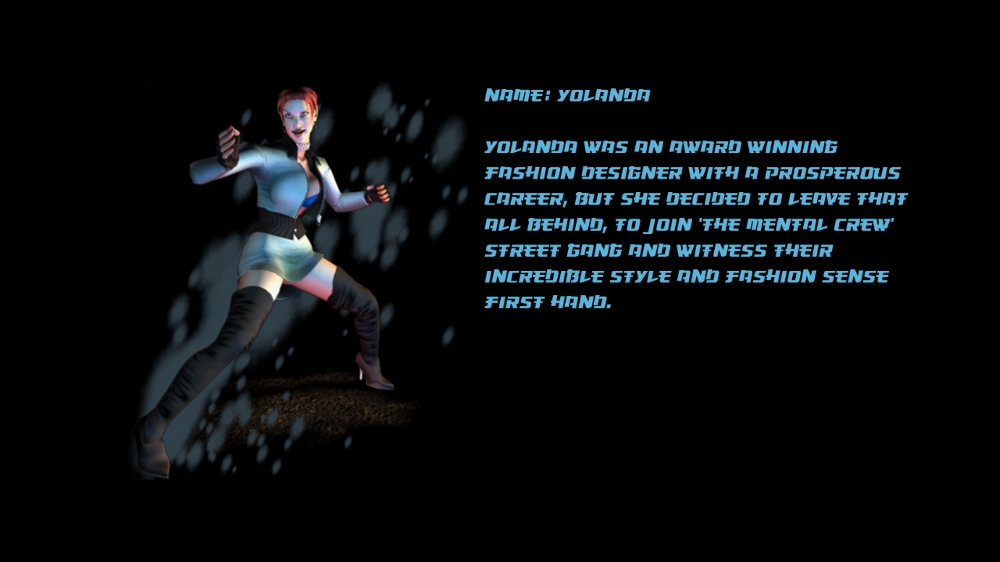 NAME: YOLANDA
YOLANDA WAS AN AWARD WINNING
FASHION DESIGNER WITH A PROSPEROUS
CAREER, BUT SHE DECIDED TO LEAVE THAT
ALL BEHIND, TO JOIN 'THE MENTAL CREW'
STREET GANG AND WITNESS THEIR
INCREDIBLE STYLE AND FASHION SENSE
FIRST HAND.